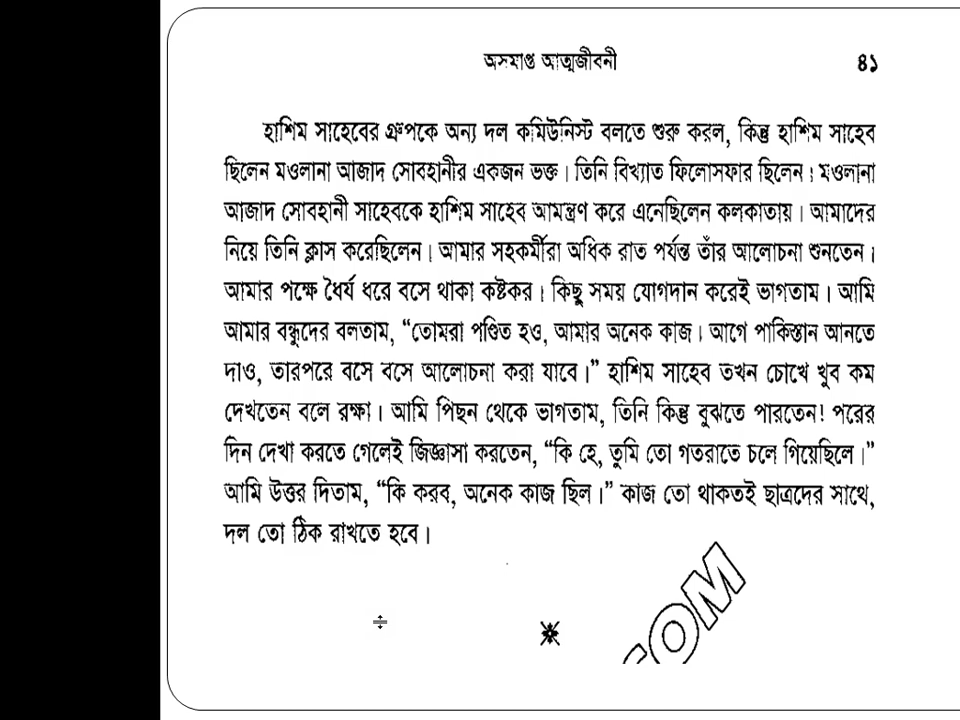 অসমাপ্ত আত্মজীবনী ৪১
হাশিম সাহেবের গ্রুপকে অন্য দল কমিউনিস্ট বলতে শুরু করল, কিন্তু হাশিম সাহেব
ছিলেন মওলানা আজাদ সোবহানীর একজন ভক্ত। তিনি বিখ্যাত ফিলোসফার ছিলেন। মওলানা
আজাদ সোবহানী সাহেবকে হাশিম সাহেব আমন্ত্রণ করে এনেছিলেন কলকাতায়। আমাদের
নিয়ে তিনি ক্লাস করেছিলেন। আমার সহকর্মীরা অধিক রাত পর্যন্ত তাঁর আলোচনা শুনতেন।
আমার পক্ষে ধৈর্য ধরে বসে থাকা কষ্টকর। কিছু সময় যোগদান করেই ভাগতাম। আমি
আমার বন্ধুদের বলতাম, “তোমরা পণ্ডিত হও, আমার অনেক কাজ। আগে পাকিস্তান আনতে
দাও, তারপরে বসে বসে আলোচনা করা যাবে।” হাশিম সাহেব তখন চোখে খুব কম
দেখতেন বলে রক্ষা। আমি পিছন থেকে ভাগতাম, তিনি কিন্তু বুঝতে পারতেন! পরের
দিন দেখা করতে গেলেই জিজ্ঞাসা করতেন, “কি হে, তুমি তো গতরাতে চলে গিয়েছিলে।”
আমি উত্তর দিতাম, “কি করব, অনেক কাজ ছিল।” কাজ তো থাকতই ছাত্রদের সাথে,
দল তো ঠিক রাখতে হবে।